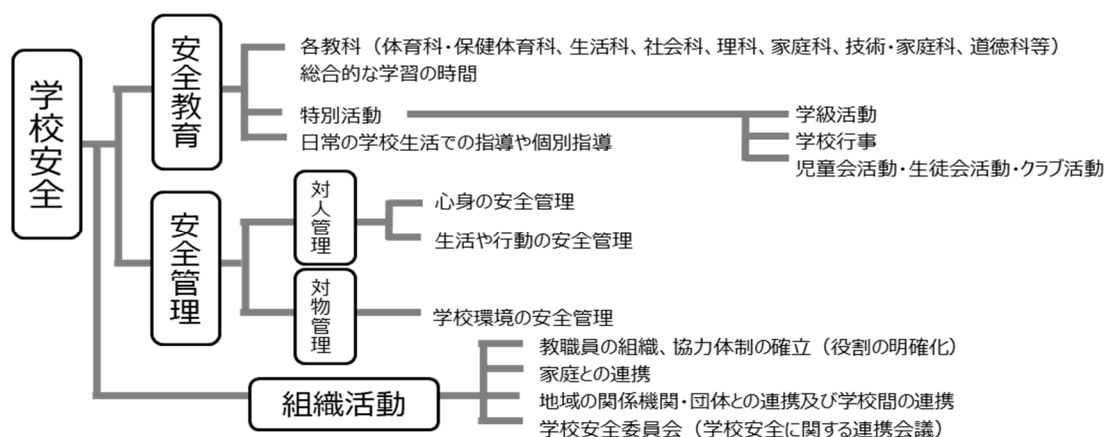 学校安全
安全教育
各教科（体育科・保健体育科、生活科、社会科、理科、家庭科、技術・家庭科、道徳科等）
総合的な学習の時間
特別活動
学級活動
学校行事
児童会活動・生徒会活動・クラブ活動
日常の学校生活での指導や個別指導
安全管理
対人管理
心身の安全管理
生活や行動の安全管理
対物管理
学校環境の安全管理
組織活動
教職員の組織、協力体制の確立（役割の明確化）
家庭との連携
地域の関係機関・団体との連携及び学校間の連携
学校安全委員会（学校安全に関する連携会議）